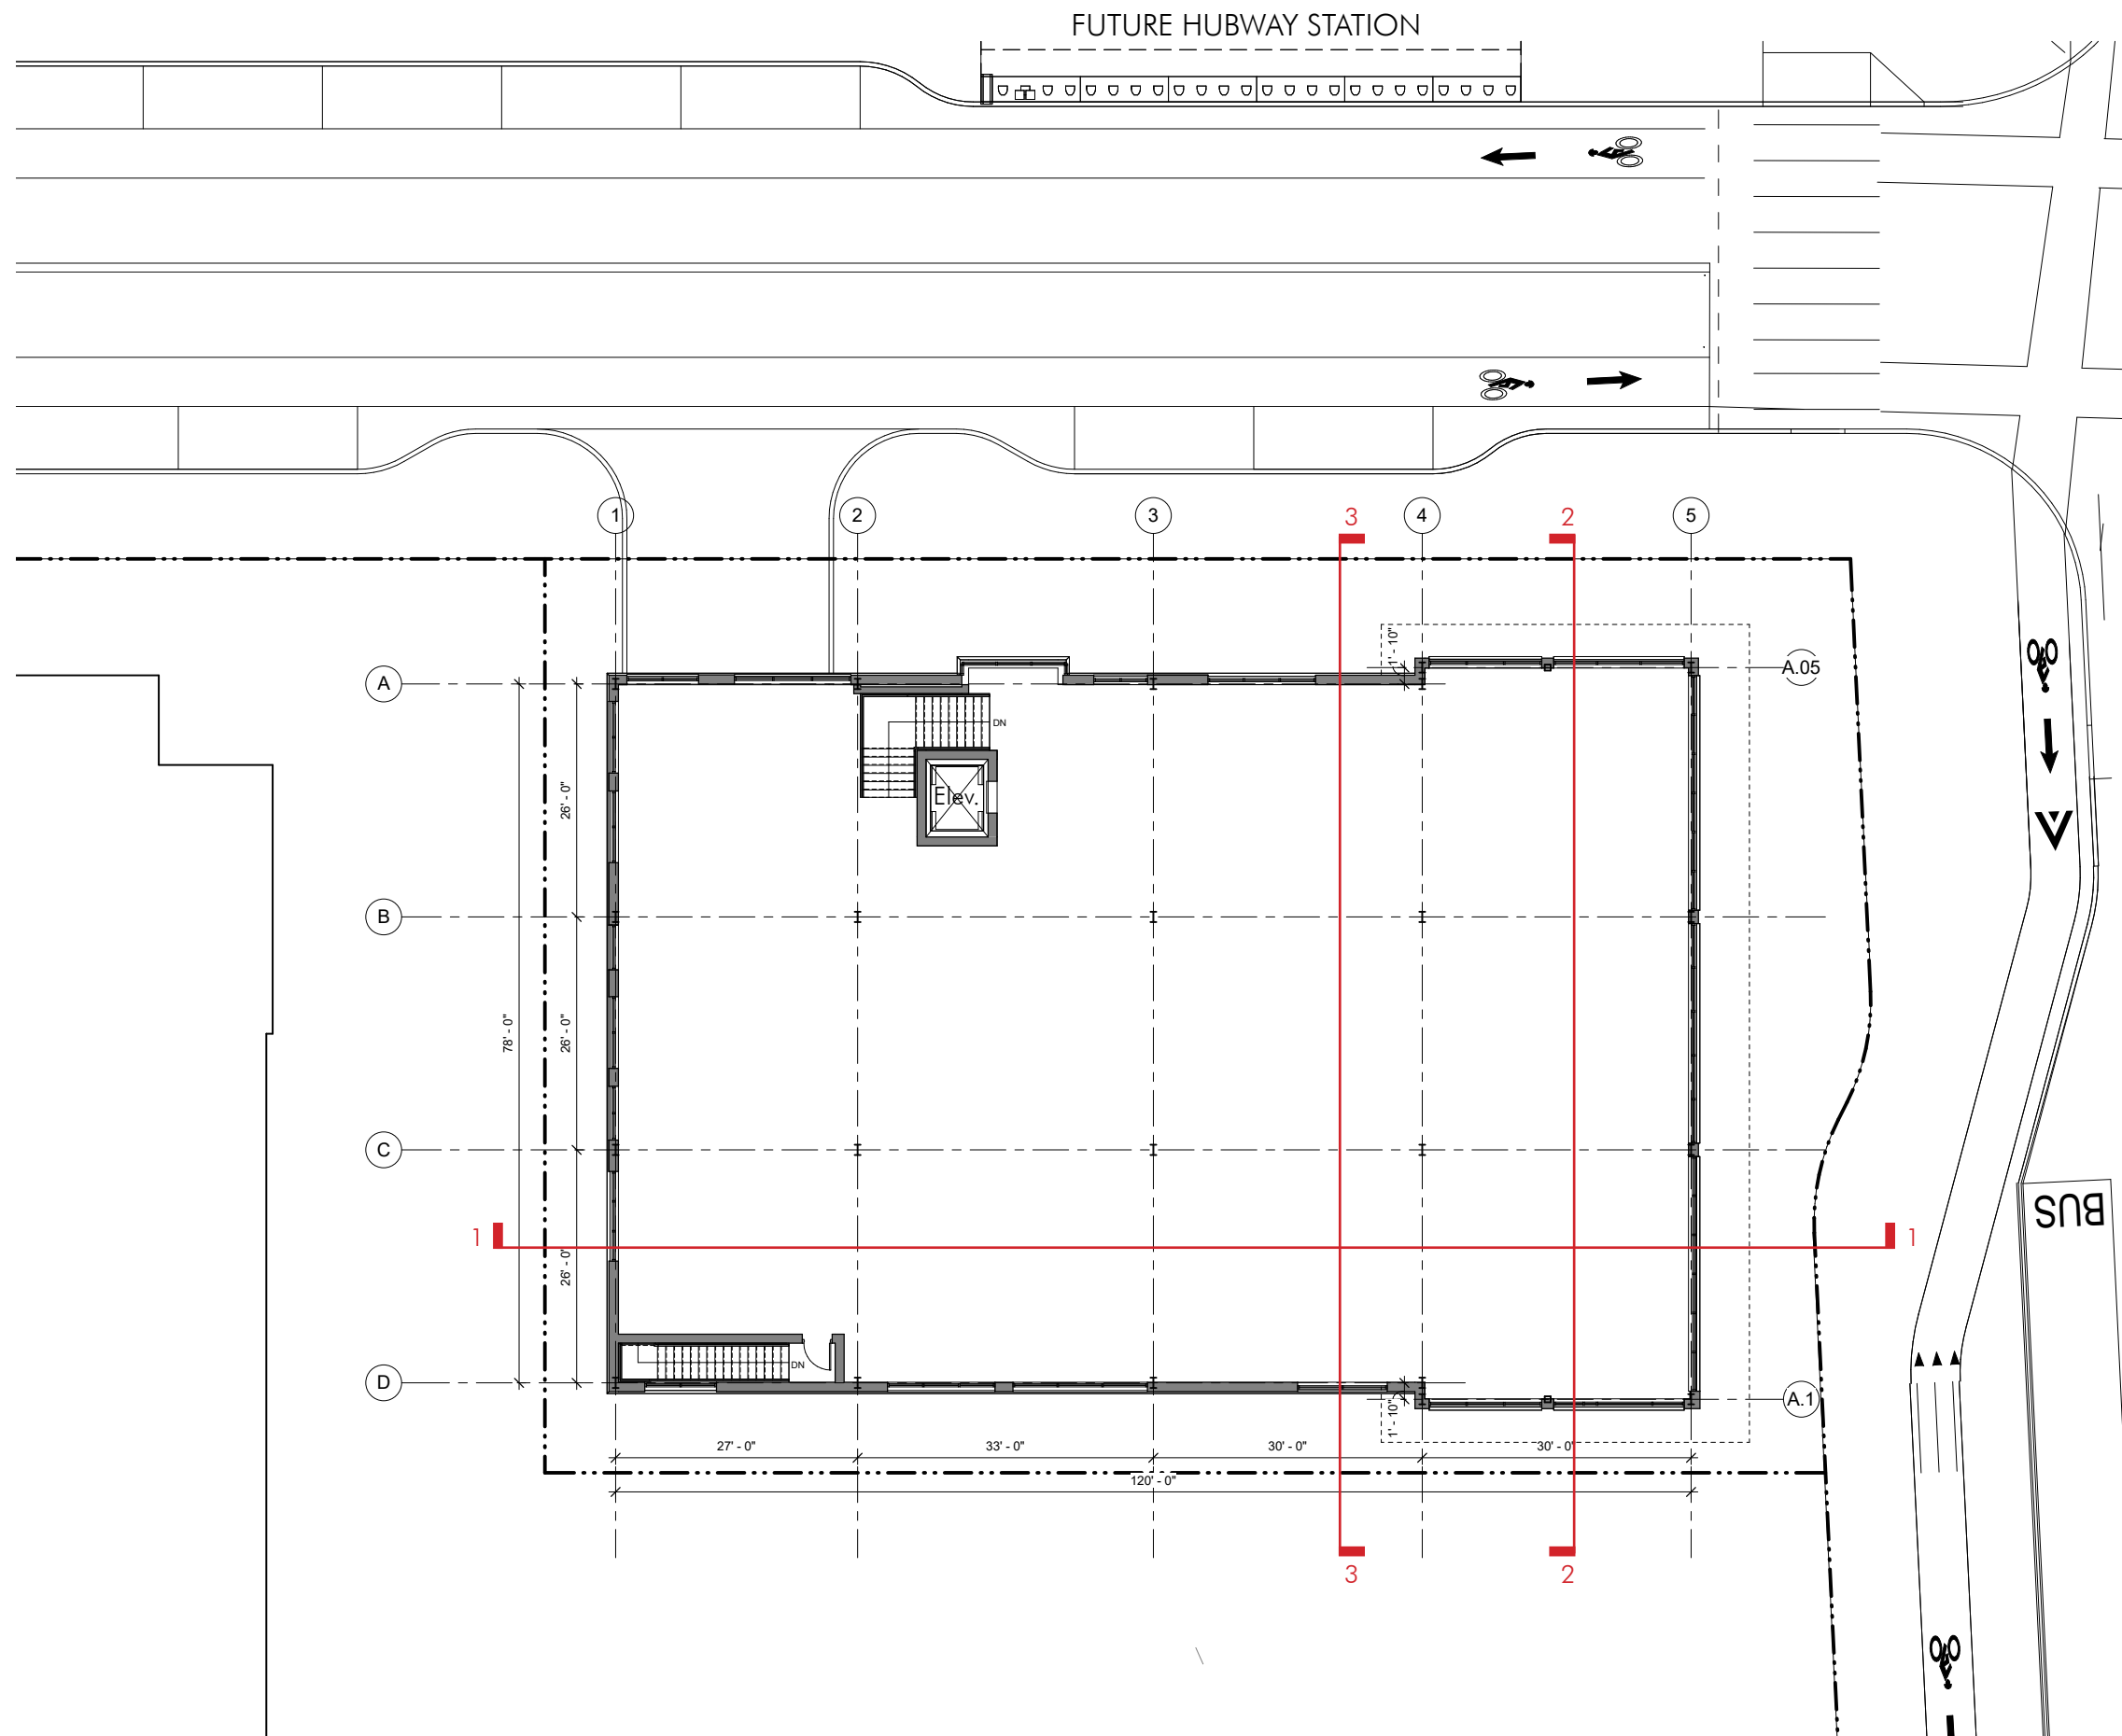 FUTURE HUBWAY STATION
1
2
3
3
4
2
5
A
1' - 10"
A.05
DN
Elev.
26' - 0"
B
78' - 0"
26' - 0"
C
BUS
1
1
26' - 0"
DN
D
1' - 10"
A.1
27' - 0"
33' - 0"
30' - 0"
30' - 0"
120' - 0"
3
2